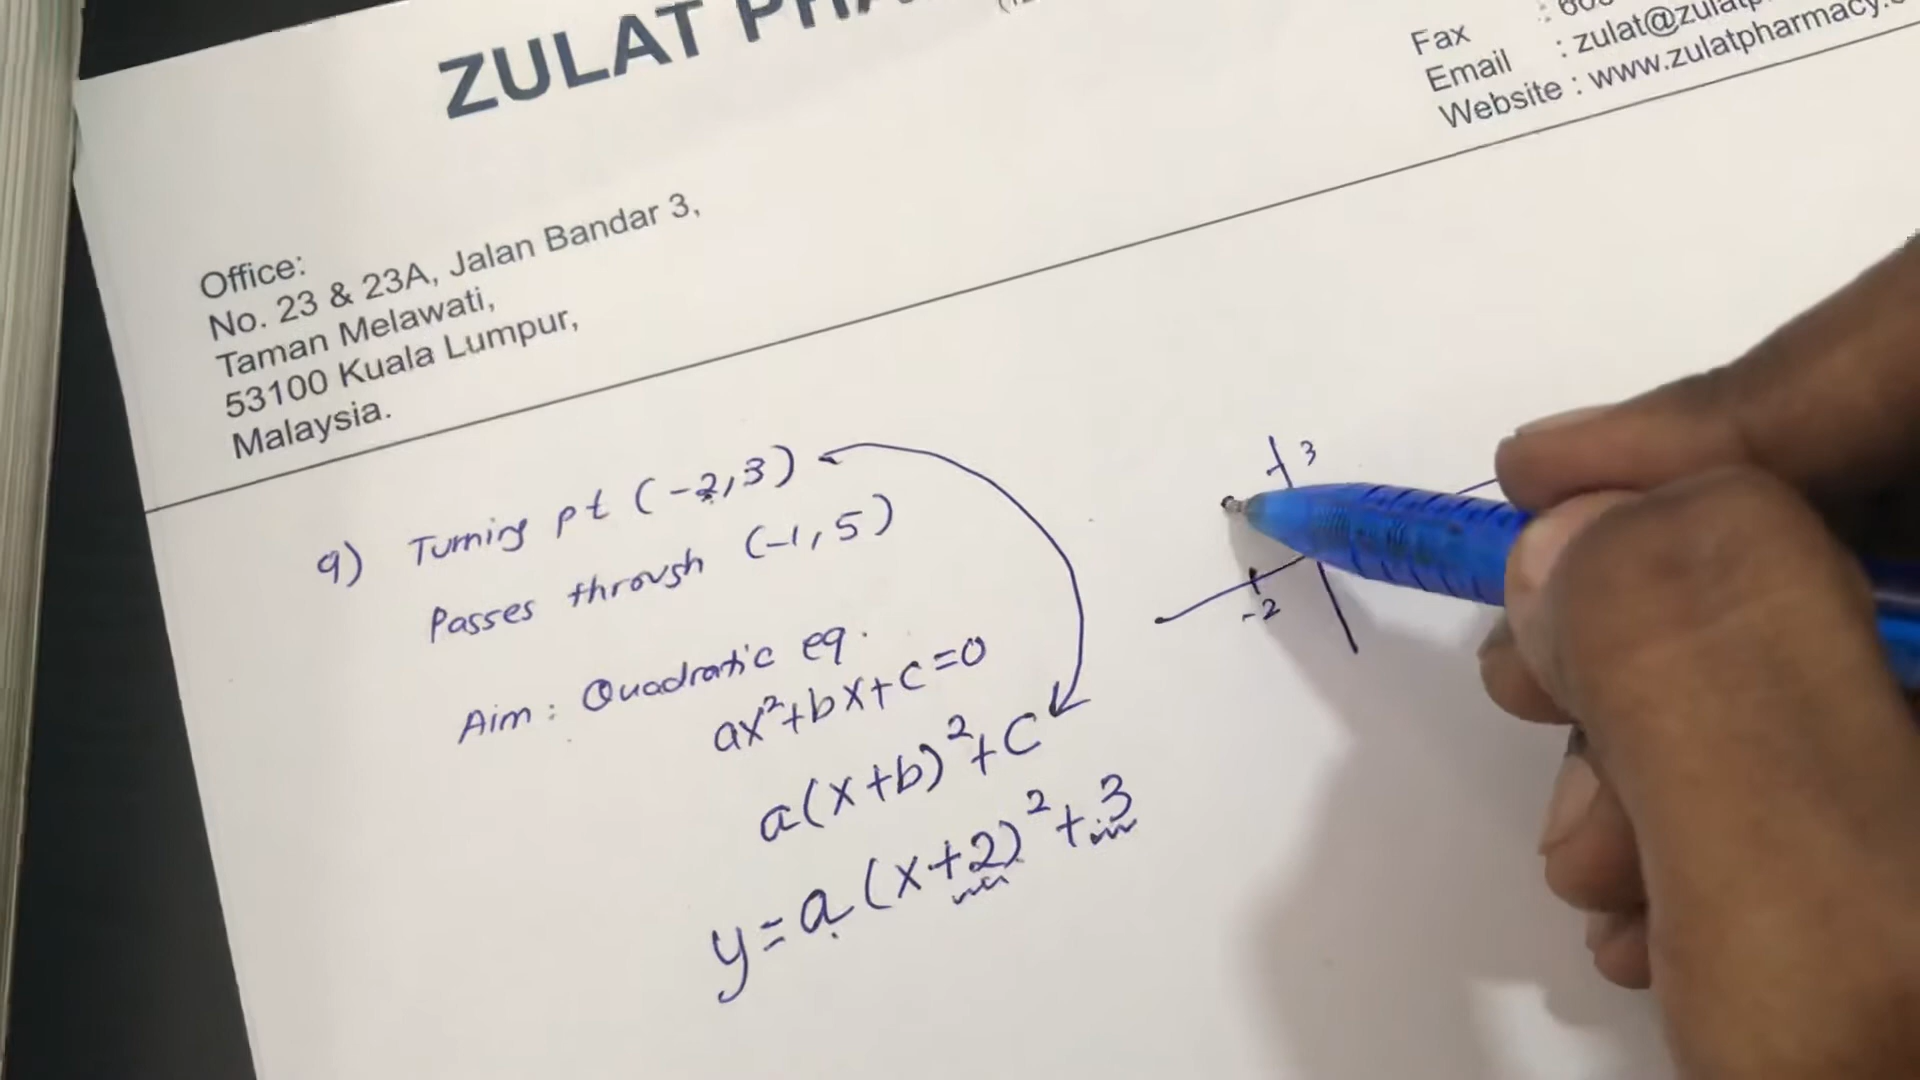 ZULAT
Fax :
Email : zulat@
Website : www.zulatpharmacy.
Office:
No. 23 & 23A, Jalan Bandar 3,
Taman Melawati,
53100 Kuala Lumpur,
Malaysia.
9) Turning pt (-2,3)
Passes through (-1,5)
Aim: Quadratic eq.
ax²+bx+c=0
a(x+b)²+c
y=a(x+2)²+3
3
-2